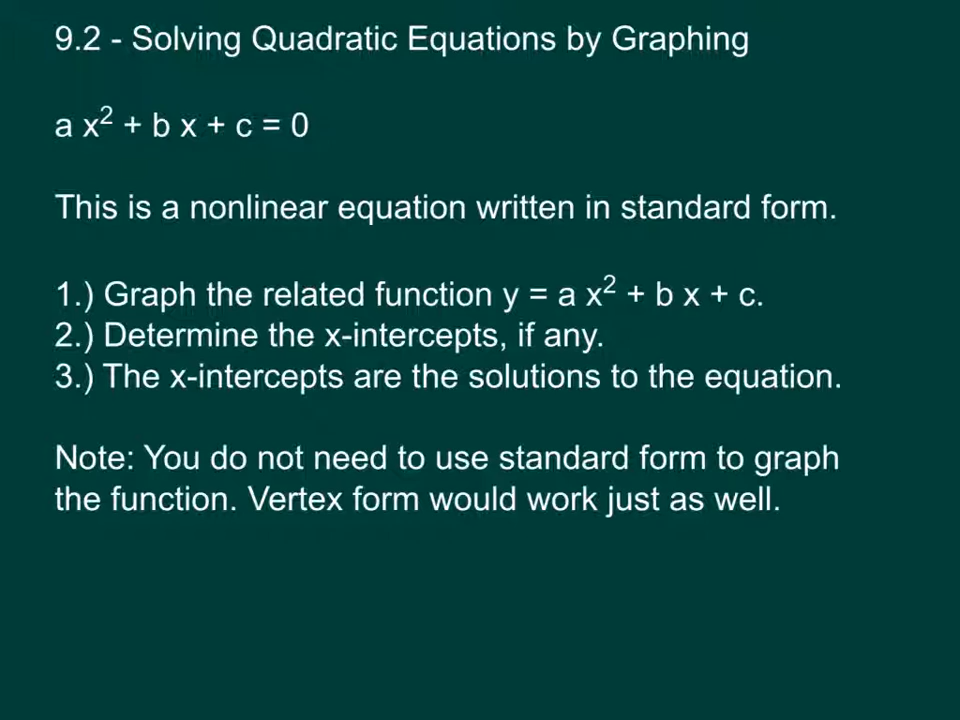 9.2 - Solving Quadratic Equations by Graphing
a x² + b x + c = 0
This is a nonlinear equation written in standard form.
1.) Graph the related function y = a x² + b x + c.
2.) Determine the x-intercepts, if any.
3.) The x-intercepts are the solutions to the equation.
Note: You do not need to use standard form to graph
the function. Vertex form would work just as well.